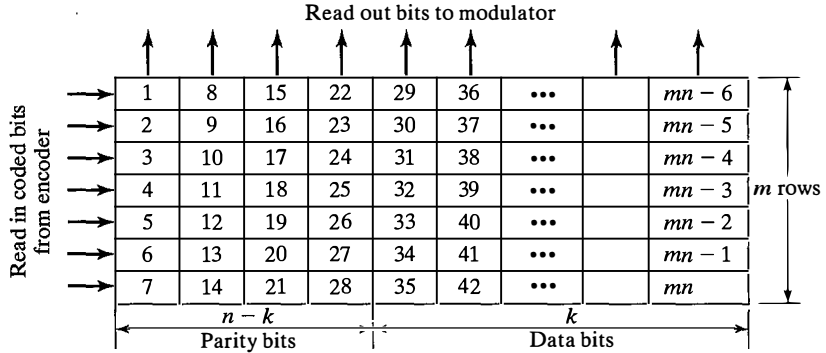 Read out bits to modulator
Read in coded bits
from encoder
1 8 15 22 29 36 ••• mn − 6
2 9 16 23 30 37 ••• mn − 5
3 10 17 24 31 38 ••• mn − 4
4 11 18 25 32 39 ••• mn − 3
5 12 19 26 33 40 ••• mn − 2
6 13 20 27 34 41 ••• mn − 1
7 14 21 28 35 42 ••• mn
m rows
n − k k
Parity bits Data bits